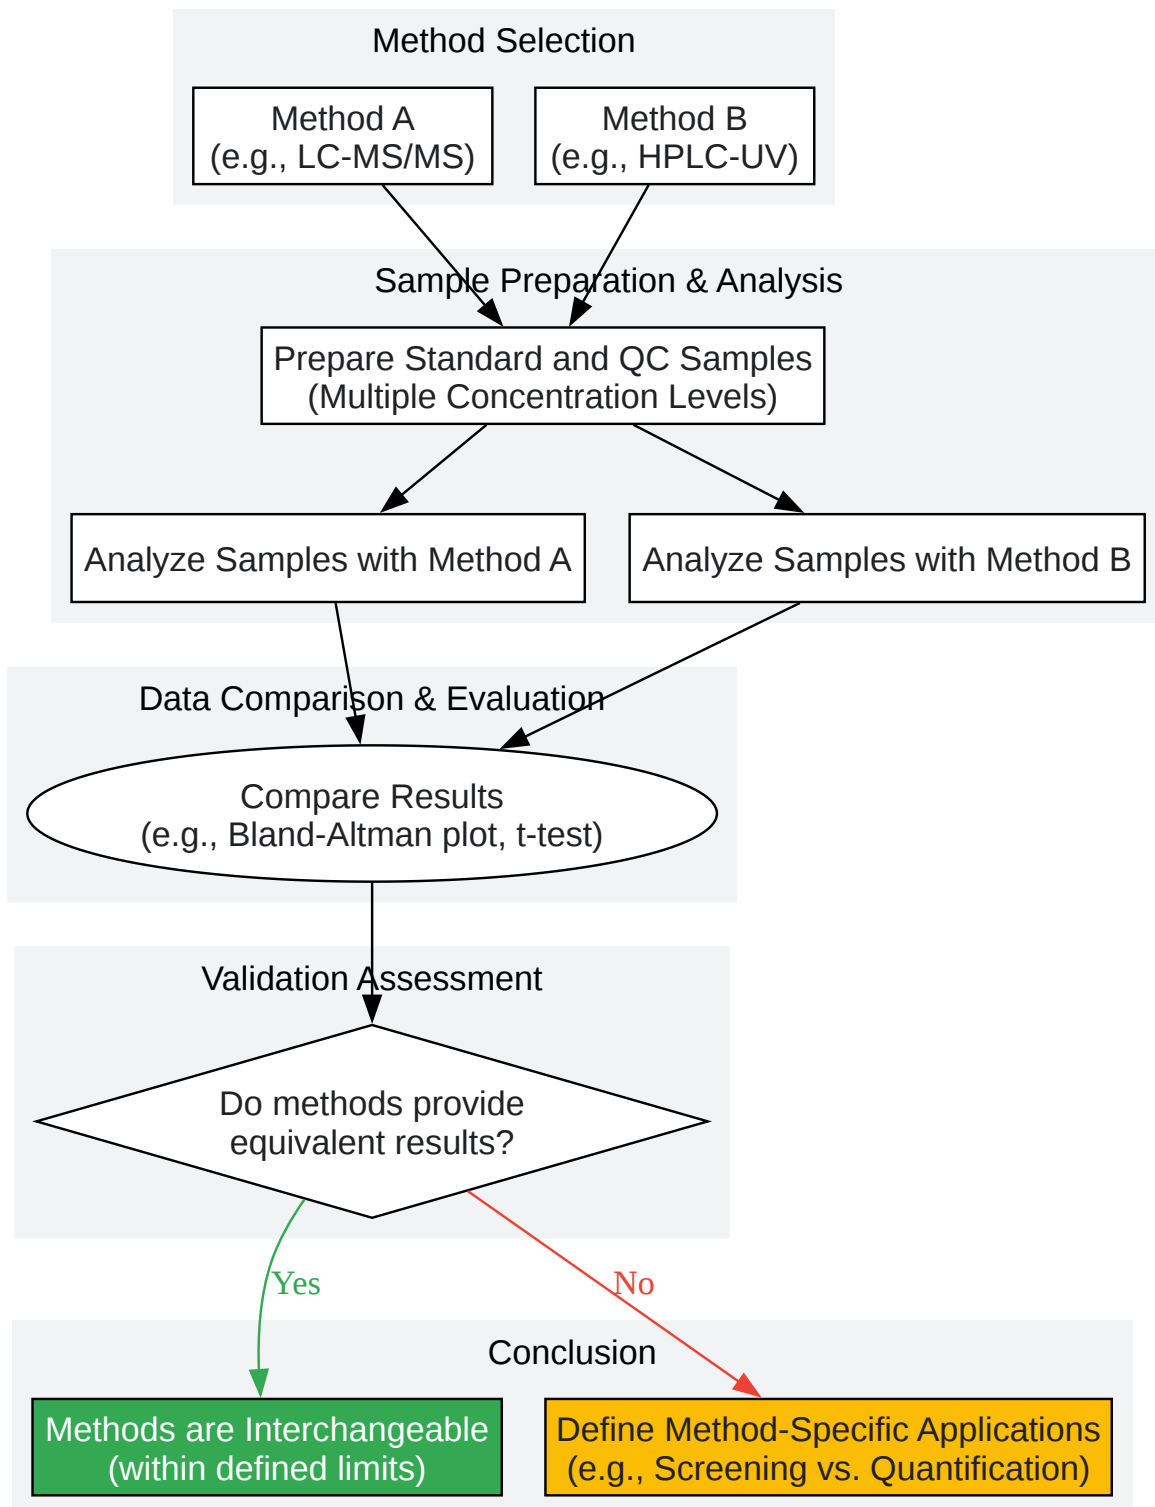 Method Selection
Method A
(e.g., LC-MS/MS)
Method B
(e.g., HPLC-UV)
Sample Preparation & Analysis
Prepare Standard and QC Samples
(Multiple Concentration Levels)
Analyze Samples with Method A
Analyze Samples with Method B
Data Comparison & Evaluation
Compare Results
(e.g., Bland-Altman plot, t-test)
Validation Assessment
Do methods provide
equivalent results?
Yes
No
Conclusion
Methods are Interchangeable
(within defined limits)
Define Method-Specific Applications
(e.g., Screening vs. Quantification)